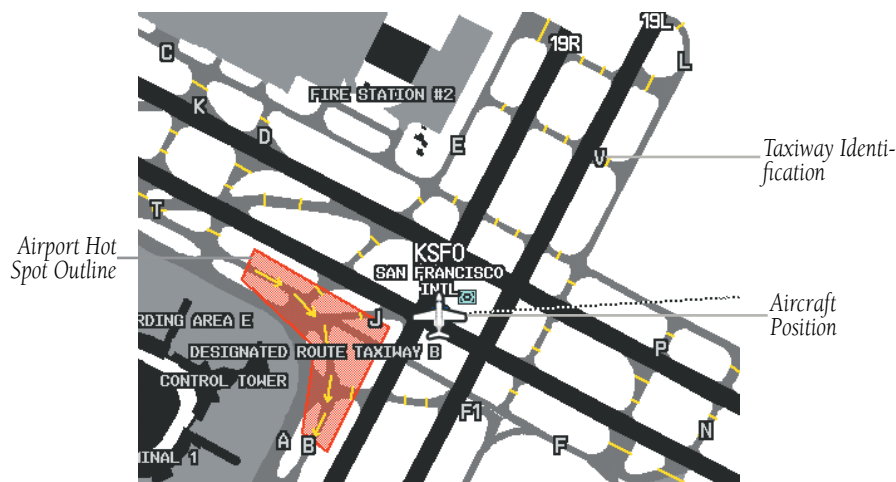 19L
19R
C
L
FIRE STATION #2
K
D
E
V
Taxiway Identi-
fication
T
Airport Hot
Spot Outline
KSFO
SAN FRANCISCO
INTL
RDING AREA E
J
Aircraft
Position
DESIGNATED ROUTE TAXIWAY B
P
CONTROL TOWER
F1
N
A
B
F
MINAL 1